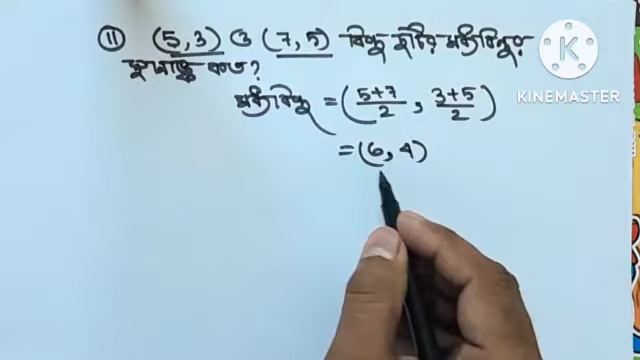 (11) (5,3) ও (7,5) বিন্দু দুটির মধ্যবিন্দুর
স্থানাঙ্ক কত?
মধ্যবিন্দু = (5+7/2, 3+5/2)
= (6, 4)
KINEMASTER